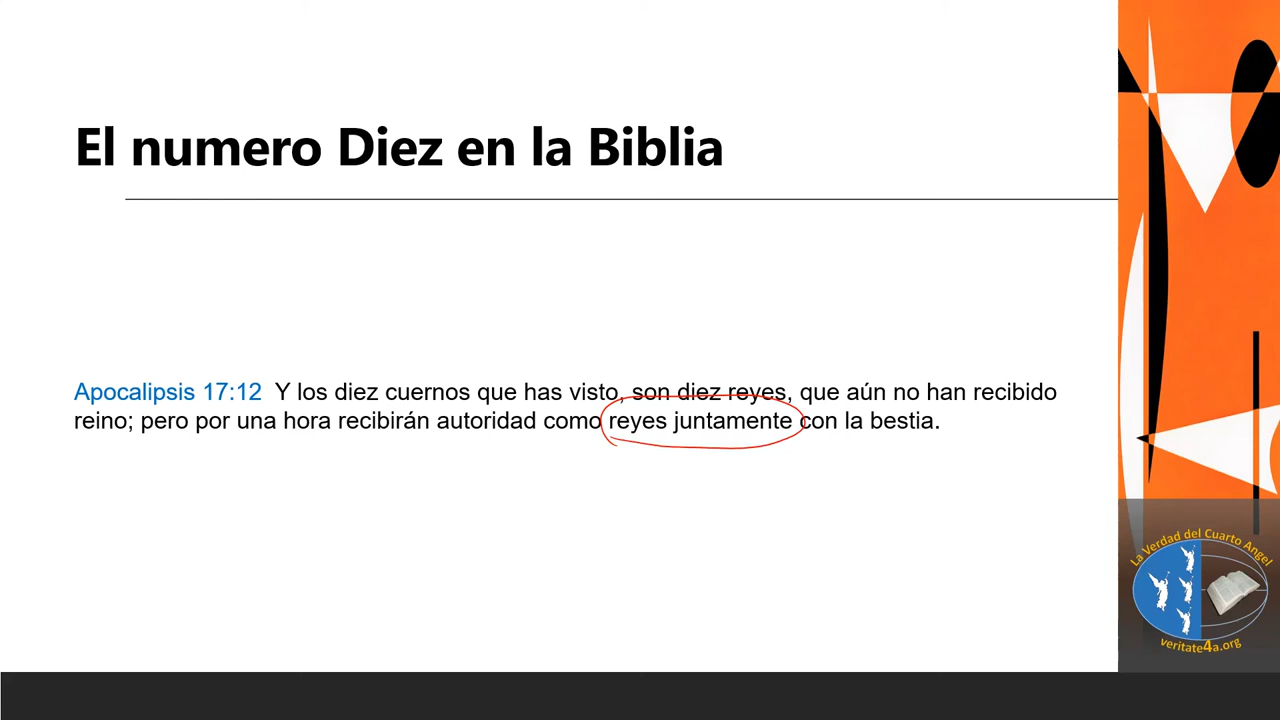 El numero Diez en la Biblia
Apocalipsis 17:12 Y los diez cuernos que has visto, son diez reyes, que aún no han recibido
reino; pero por una hora recibirán autoridad como reyes juntamente con la bestia.
La Verdad del Cuarto Angel
veritate4a.org